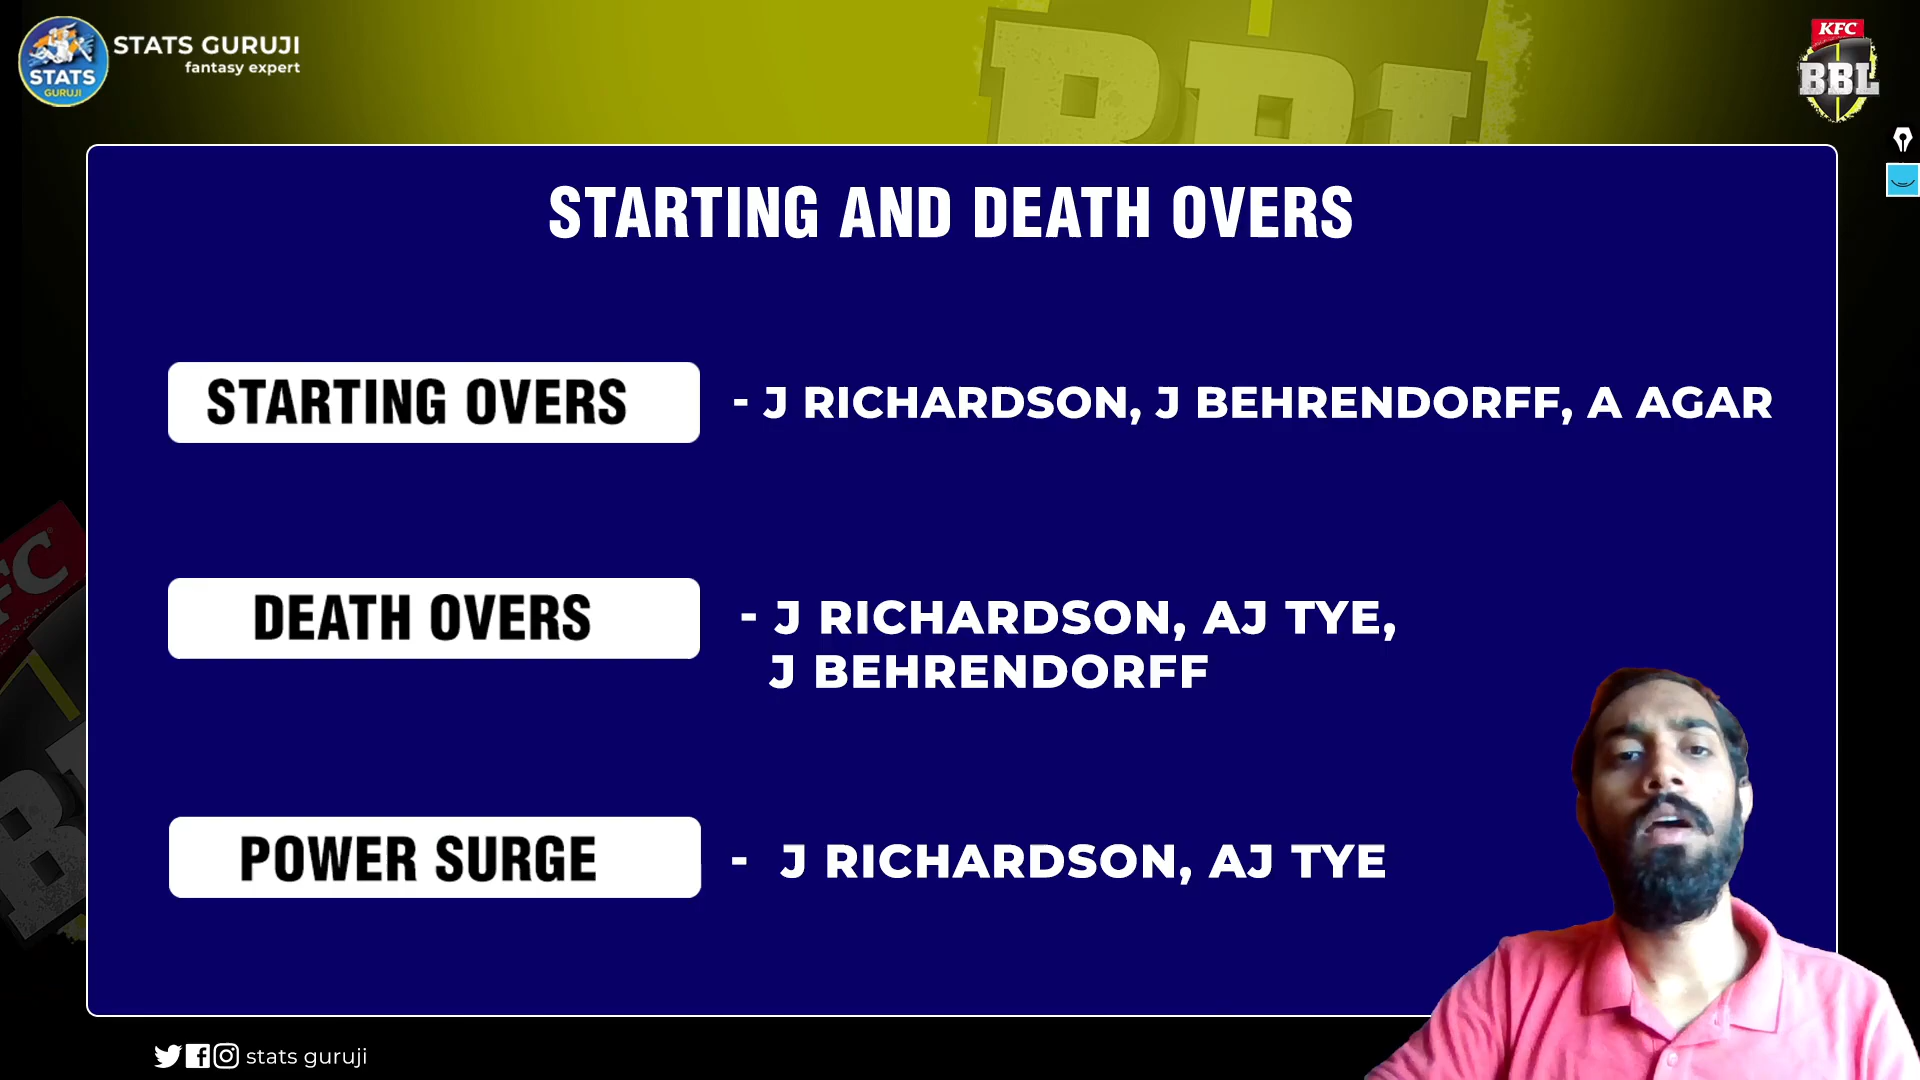 STATS GURUJI
fantasy expert
STATS
GURUJI
KFC
BBL
BBL
STARTING AND DEATH OVERS
STARTING OVERS - J RICHARDSON, J BEHRENDORFF, A AGAR
DEATH OVERS - J RICHARDSON, AJ TYE,
J BEHRENDORFF
POWER SURGE - J RICHARDSON, AJ TYE
stats guruji